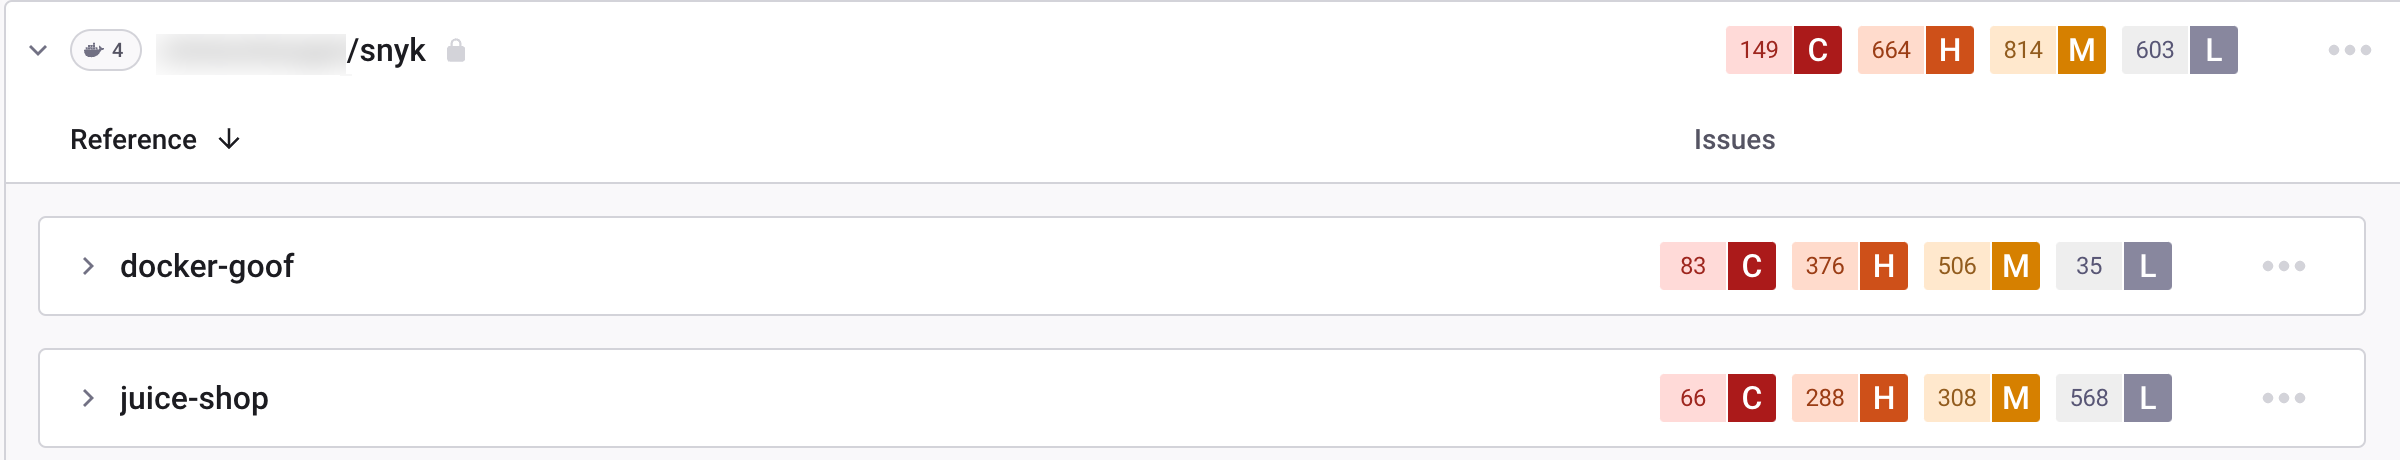 4 /snyk 149 C 664 H 814 M 603 L
Reference Issues
docker-goof 83 C 376 H 506 M 35 L
juice-shop 66 C 288 H 308 M 568 L